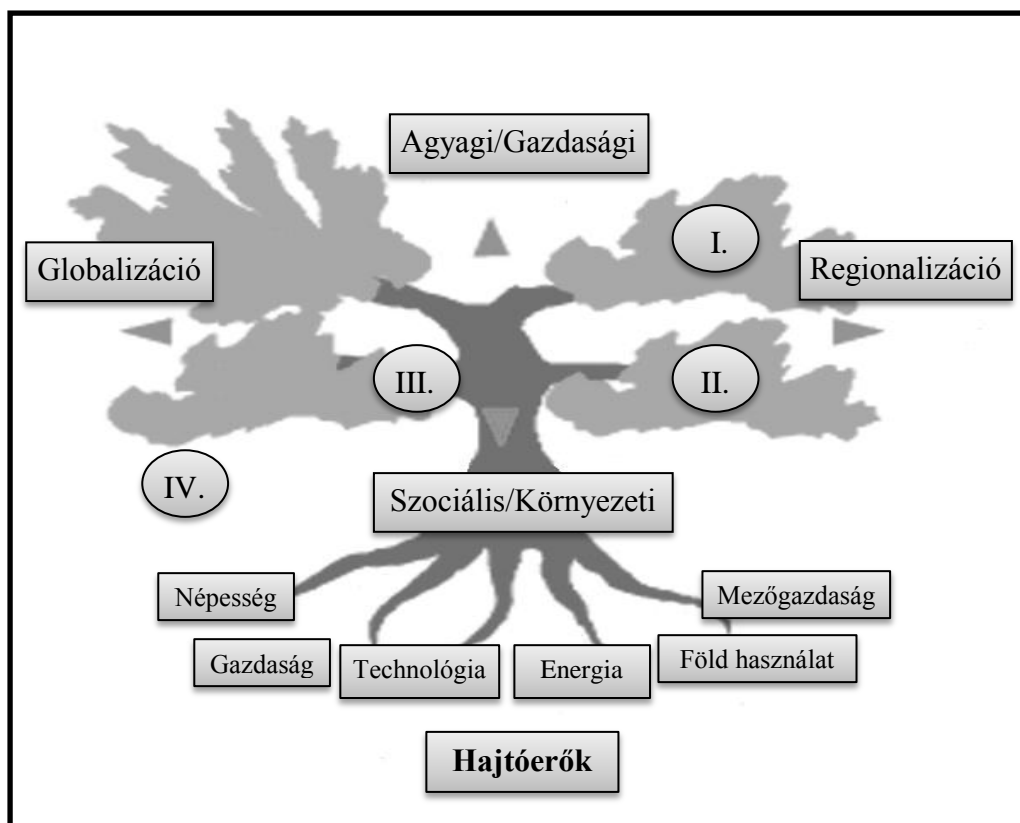 Agyagi/Gazdasági
I.
Globalizáció
Regionalizáció
III.
II.
IV.
Szociális/Környezeti
Népesség
Mezőgazdaság
Gazdaság
Technológia
Energia
Föld használat
Hajtóerők